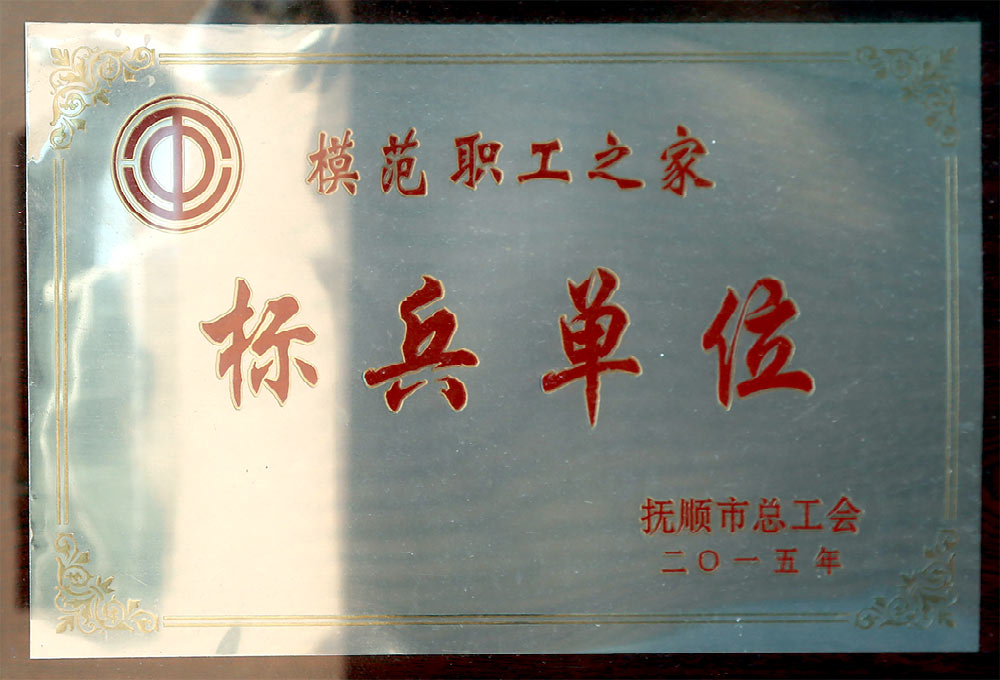 模范职工之家
标兵单位
抚顺市总工会
二〇一五年